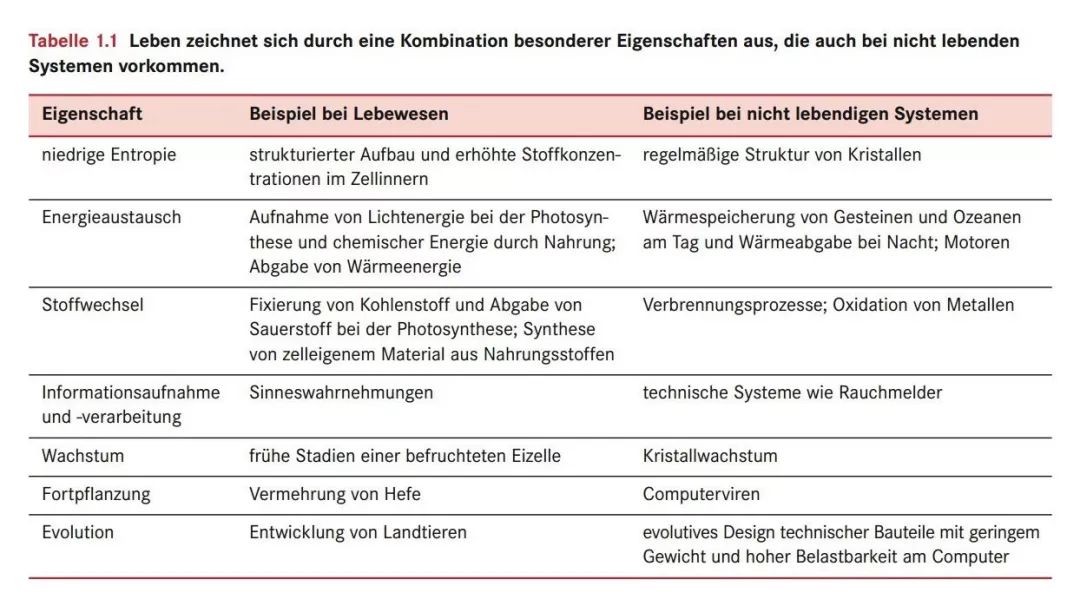 Tabelle 1.1 Leben zeichnet sich durch eine Kombination besonderer Eigenschaften aus, die auch bei nicht lebenden
Systemen vorkommen.
Eigenschaft Beispiel bei Lebewesen Beispiel bei nicht lebendigen Systemen
niedrige Entropie strukturierter Aufbau und erhöhte Stoffkonzen- regelmäßige Struktur von Kristallen
trationen im Zellinnern
Energieaustausch Aufnahme von Lichtenergie bei der Photosyn- Wärmespeicherung von Gesteinen und Ozeanen
these und chemischer Energie durch Nahrung; am Tag und Wärmeabgabe bei Nacht; Motoren
Abgabe von Wärmeenergie
Stoffwechsel Fixierung von Kohlenstoff und Abgabe von Verbrennungsprozesse; Oxidation von Metallen
Sauerstoff bei der Photosynthese; Synthese
von zelleigenem Material aus Nahrungsstoffen
Informationsaufnahme Sinneswahrnehmungen technische Systeme wie Rauchmelder
und -verarbeitung
Wachstum frühe Stadien einer befruchteten Eizelle Kristallwachstum
Fortpflanzung Vermehrung von Hefe Computerviren
Evolution Entwicklung von Landtieren evolutives Design technischer Bauteile mit geringem
Gewicht und hoher Belastbarkeit am Computer